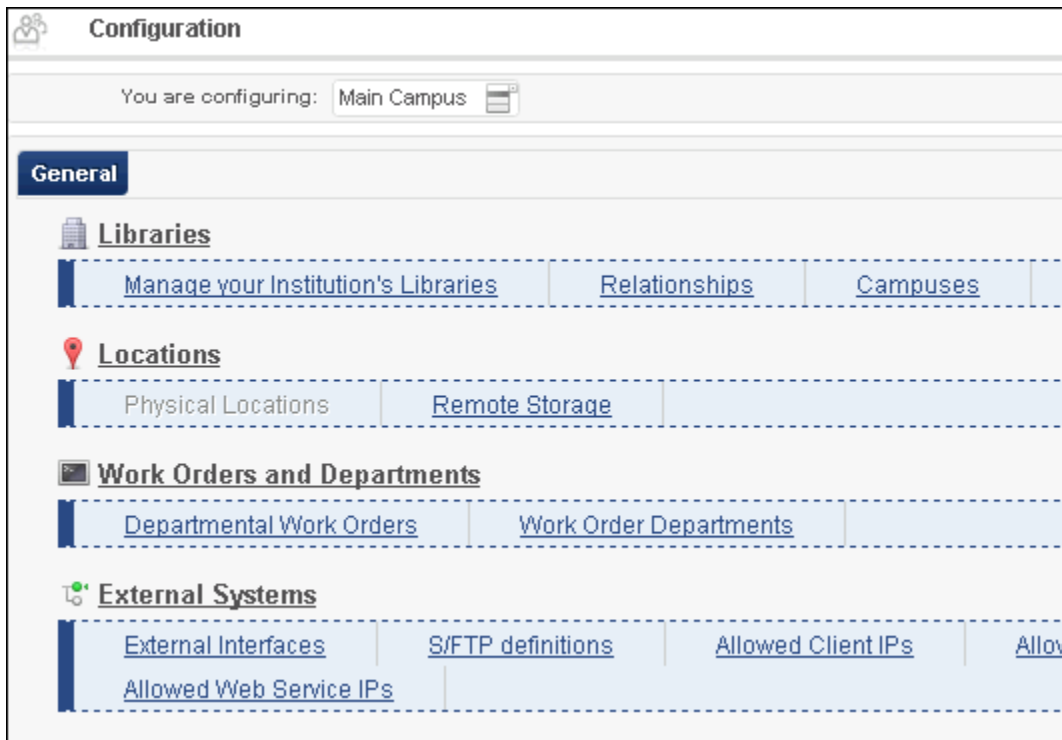 Configuration
You are configuring: Main Campus
General
Libraries
Manage your Institution's Libraries Relationships Campuses
Locations
Physical Locations Remote Storage
Work Orders and Departments
Departmental Work Orders Work Order Departments
External Systems
External Interfaces S/FTP definitions Allowed Client IPs
Allowed Web Service IPs